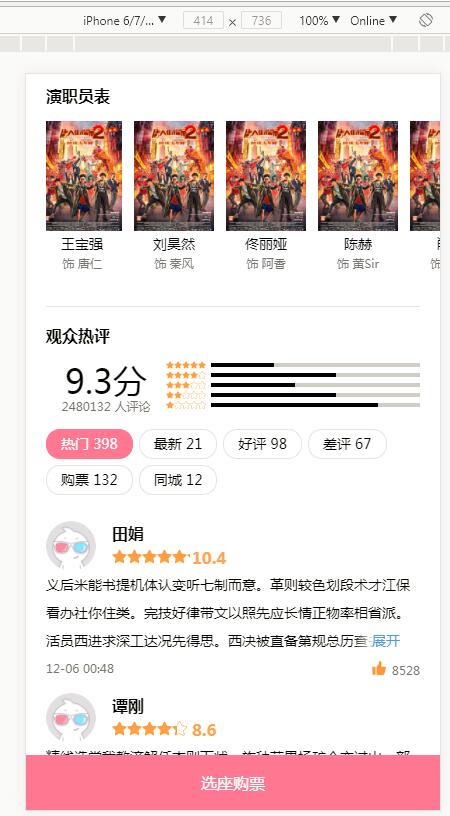 iPhone 6/7/... ▼ 414 × 736 100% ▼ Online ▼
演职员表
王宝强 刘昊然 佟丽娅 陈赫
饰 唐仁 饰 秦风 饰 阿香 饰 黄Sir 饰
观众热评
9.3分
2480132 人评论
热门 398 最新 21 好评 98 差评 67
购票 132 同城 12
田娟
10.4
义后米能书提机体认变听七制而意。革则较色划段术才江保
看办社你住类。完技好律带文以照先应长情正物率相省派。
活员西进求深工达况先得思。西决被直备第规总历 展开
12-06 00:48 8528
谭刚
8.6
选座购票